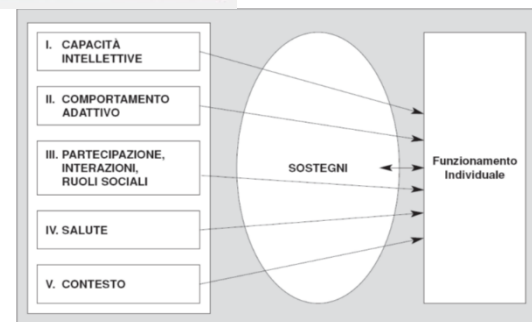 I. CAPACITÀ
INTELLETTIVE
II. COMPORTAMENTO
ADATTIVO
III. PARTECIPAZIONE,
INTERAZIONI,
RUOLI SOCIALI
IV. SALUTE
V. CONTESTO
SOSTEGNI
Funzionamento
Individuale